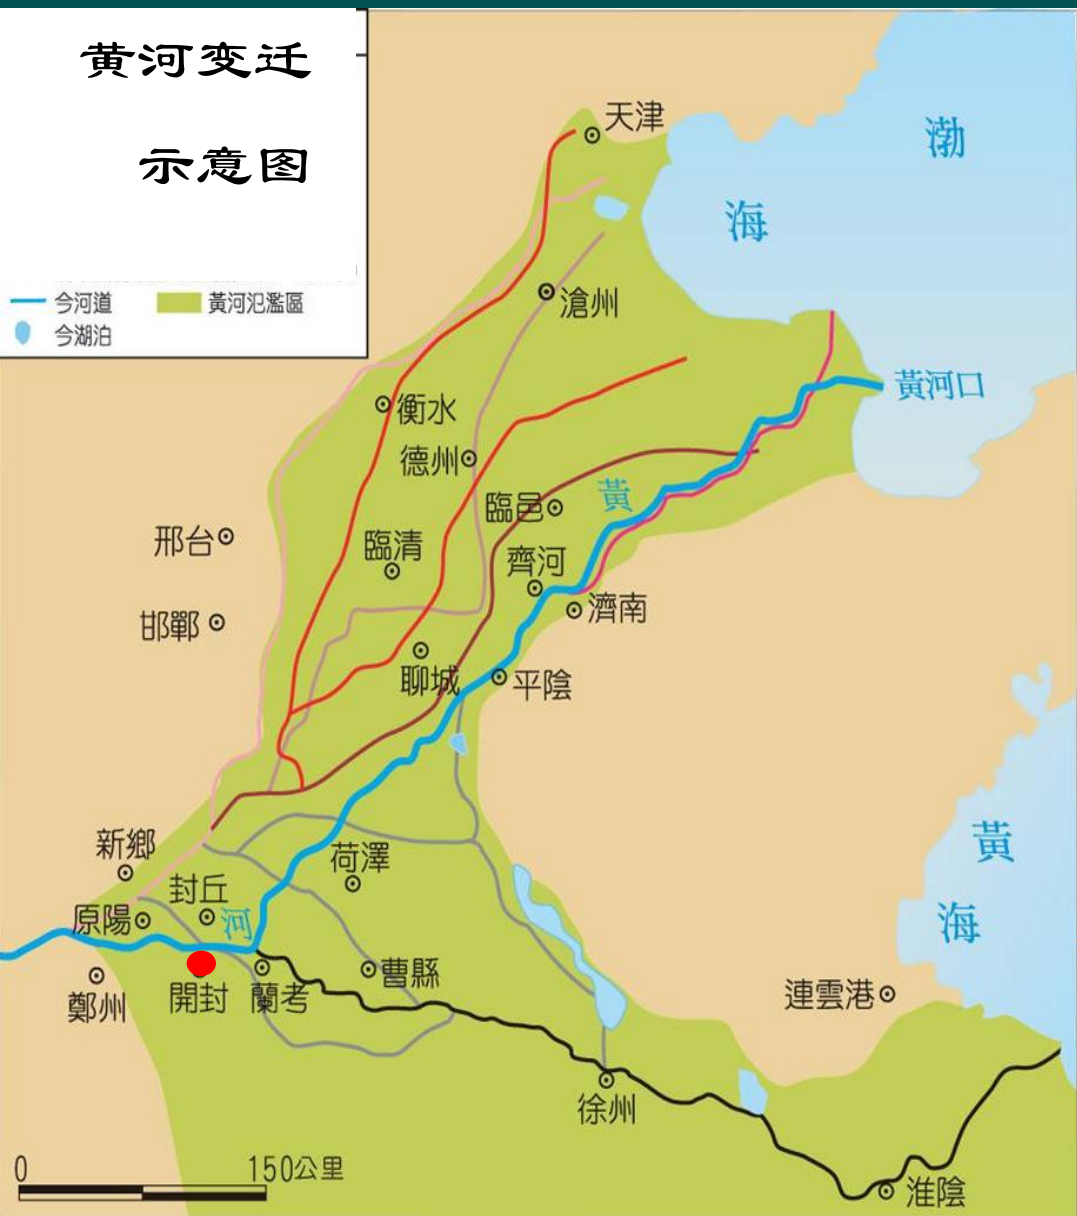 黄河变迁
示意图
今河道
黃河氾濫區
今湖泊
天津
渤
海
滄州
黃河口
衡水
德州
臨邑
黃
邢台
臨清
齊河
濟南
邯鄲
聊城
平陰
新鄉
荷澤
封丘
原陽
河
黃
海
曹縣
開封
蘭考
鄭州
連雲港
徐州
淮陰
0
150公里